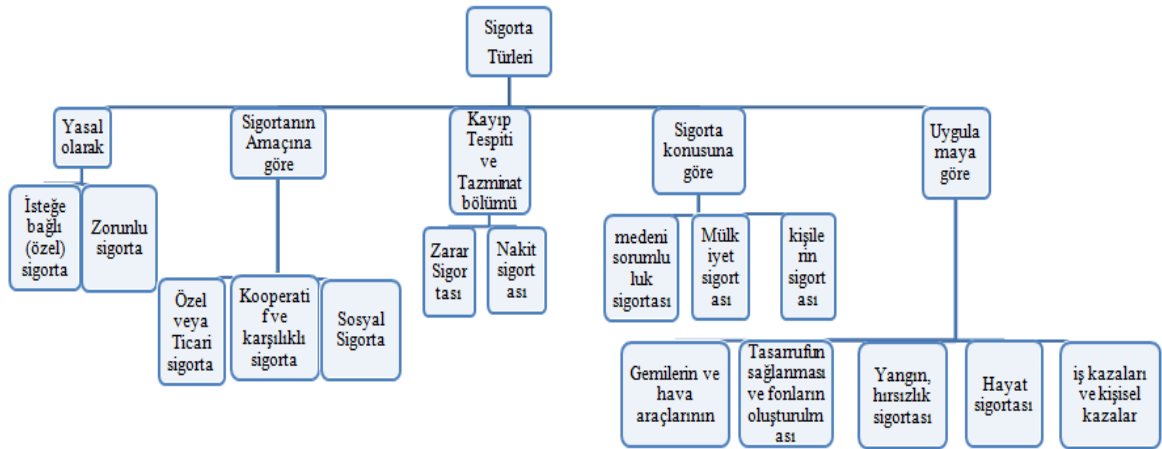 Sigorta
Türleri
Yasal
olarak
Sigortanın
Amaçına
göre
Kayıp
Tespiti
ve
Tazminat
bölümü
Sigorta
konusuna
göre
Uygula
maya
göre
İsteğe
bağlı
(özel)
sigorta
Zorunlu
sigorta
Özel
veya
Ticari
sigorta
Kooperati
f ve
karşılıklı
sigorta
Sosyal
Sigorta
Zarar
Sigor
tası
Nakit
sigort
ası
medeni
sorumlu
luk
sigortası
Mülk
iyet
sigort
ası
kişile
rin
sigort
ası
Gemilerin ve
hava
araçlarının
Tasarrufun
sağlanması
ve fonların
oluşturulm
ası
Yangın,
hırsızlık
sigortası
Hayat
sigortası
iş kazaları
ve kişisel
kazalar